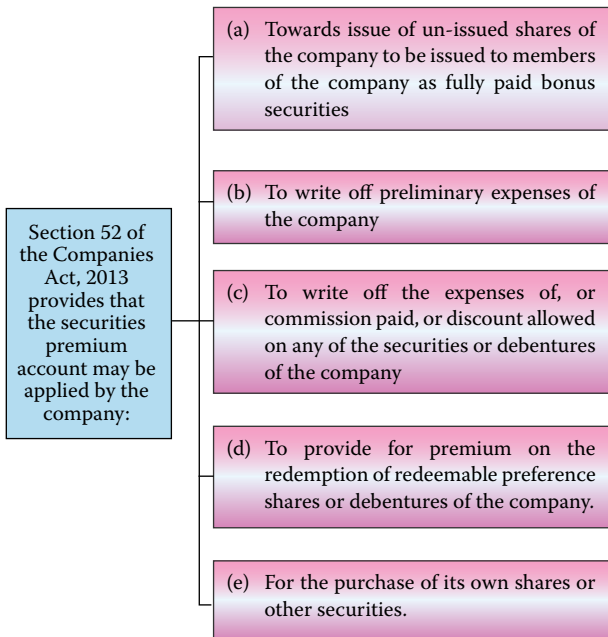 Section 52 of
the Companies
Act, 2013
provides that
the securities
premium
account may be
applied by the
company:
(a) Towards issue of un-issued shares of
the company to be issued to members
of the company as fully paid bonus
securities
(b) To write off preliminary expenses of
the company
(c) To write off the expenses of, or
commission paid, or discount allowed
on any of the securities or debentures
of the company
(d) To provide for premium on the
redemption of redeemable preference
shares or debentures of the company.
(e) For the purchase of its own shares or
other securities.